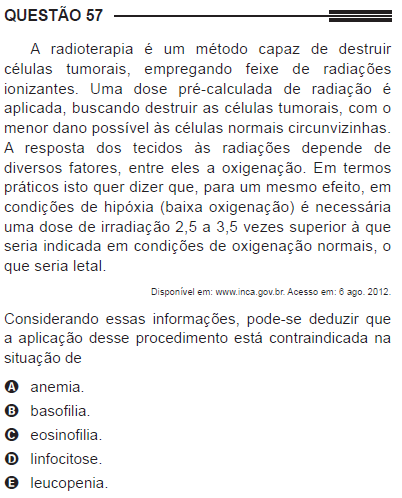 QUESTÃO 57
A radioterapia é um método capaz de destruir
células tumorais, empregando feixe de radiações
ionizantes. Uma dose pré-calculada de radiação é
aplicada, buscando destruir as células tumorais, com o
menor dano possível às células normais circunvizinhas.
A resposta dos tecidos às radiações depende de
diversos fatores, entre eles a oxigenação. Em termos
práticos isto quer dizer que, para um mesmo efeito, em
condições de hipóxia (baixa oxigenação) é necessária
uma dose de irradiação 2,5 a 3,5 vezes superior à que
seria indicada em condições de oxigenação normais, o
que seria letal.
Disponível em: www.inca.gov.br. Acesso em: 6 ago. 2012.
Considerando essas informações, pode-se deduzir que
a aplicação desse procedimento está contraindicada na
situação de
A anemia.
B basofilia.
C eosinofilia.
D linfocitose.
E leucopenia.